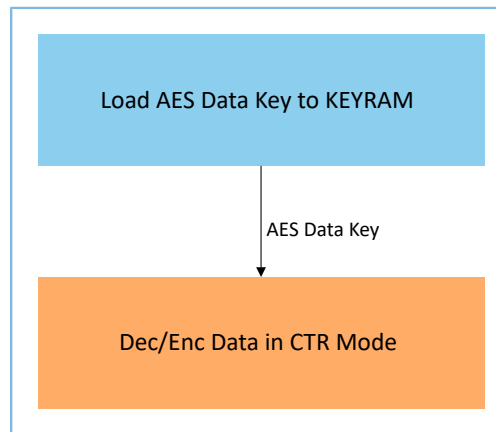 Load AES Data Key to KEYRAM
AES Data Key
Dec/Enc Data in CTR Mode